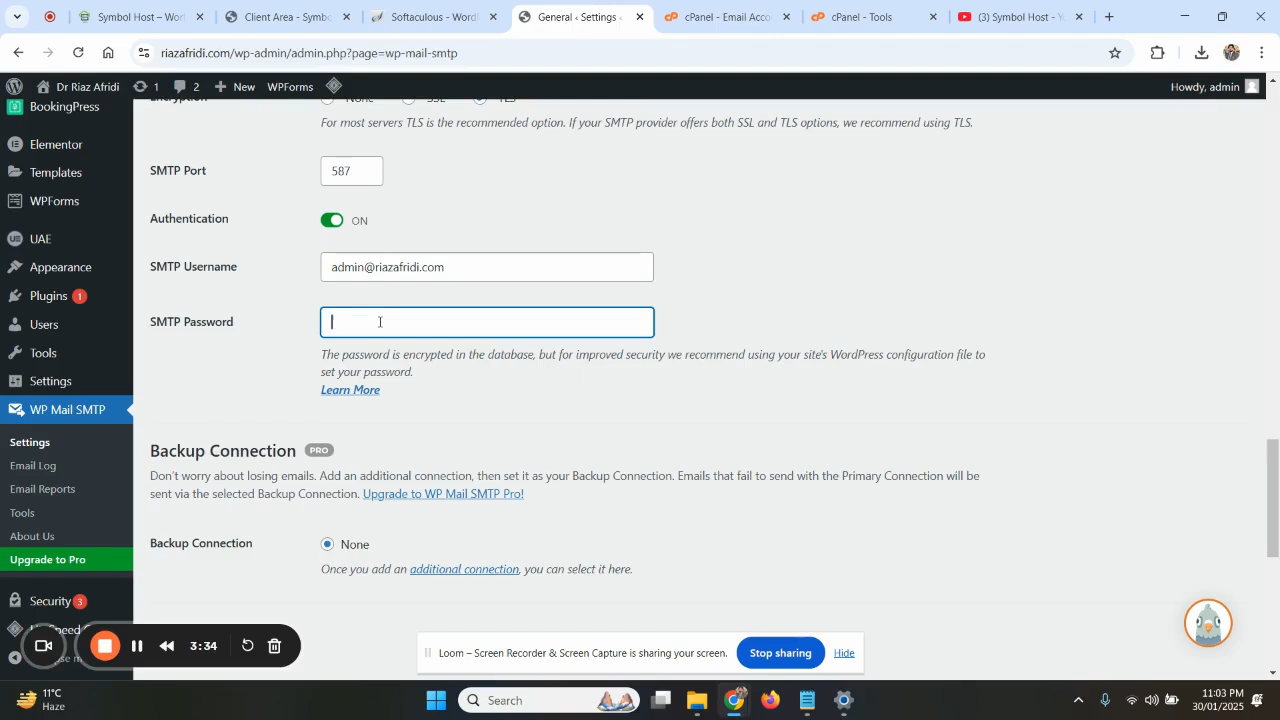 Symbol Host – WordP
Client Area - Symbo
Softaculous - WordP
General ‹ Settings ‹
cPanel - Email Acco
cPanel - Tools
(3) Symbol Host - Y
riazafridi.com/wp-admin/admin.php?page=wp-mail-smtp
Dr Riaz Afridi
1
2
New
WPForms
Howdy, admin
BookingPress
Elementor
Templates
WPForms
UAE
Appearance
Plugins 1
Users
Tools
Settings
WP Mail SMTP
Settings
Email Log
Email Reports
Tools
About Us
Upgrade to Pro
Security 3
Encryption
None
SSL
TLS
For most servers TLS is the recommended option. If your SMTP provider offers both SSL and TLS options, we recommend using TLS.
SMTP Port
587
Authentication
ON
SMTP Username
admin@riazafridi.com
SMTP Password
The password is encrypted in the database, but for improved security we recommend using your site's WordPress configuration file to
set your password.
Learn More
Backup Connection PRO
Don't worry about losing emails. Add an additional connection, then set it as your Backup Connection. Emails that fail to send with the Primary Connection will be
sent via the selected Backup Connection. Upgrade to WP Mail SMTP Pro!
Backup Connection
None
Once you add an additional connection, you can select it here.
3:34
Loom – Screen Recorder & Screen Capture is sharing your screen.
Stop sharing
Hide
11°C
Haze
Search
11:03 PM
30/01/2025